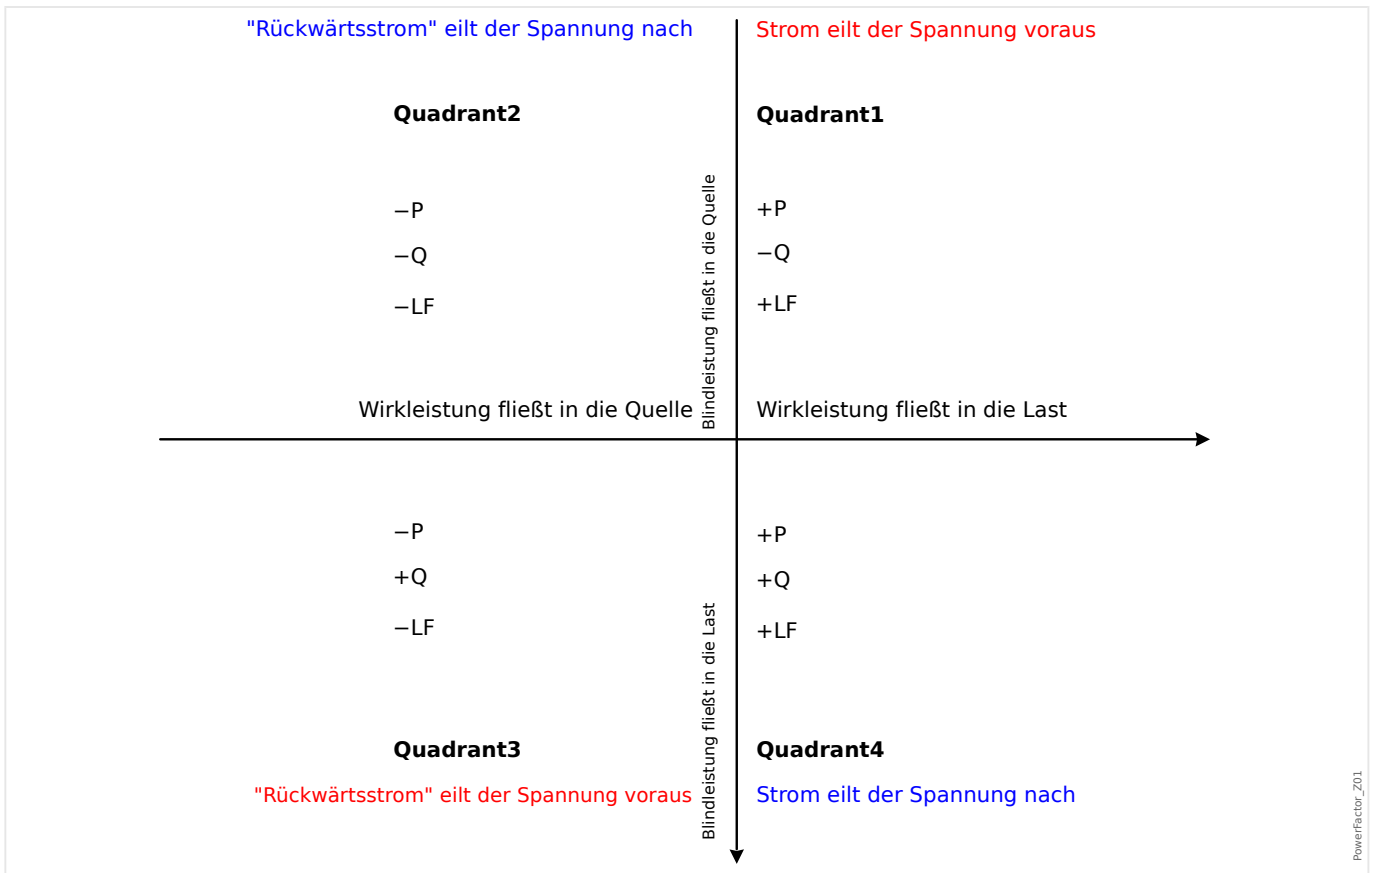 "Rückwärtsstrom" eilt der Spannung nach
Strom eilt der Spannung voraus
Quadrant2
Quadrant1
−P
−Q
−LF
+P
−Q
+LF
Blindleistung fließt in die Quelle
Wirkleistung fließt in die Quelle
Wirkleistung fließt in die Last
−P
+Q
−LF
+P
+Q
+LF
Blindleistung fließt in die Last
Quadrant3
Quadrant4
"Rückwärtsstrom" eilt der Spannung voraus
Strom eilt der Spannung nach
PowerFactor_Z01